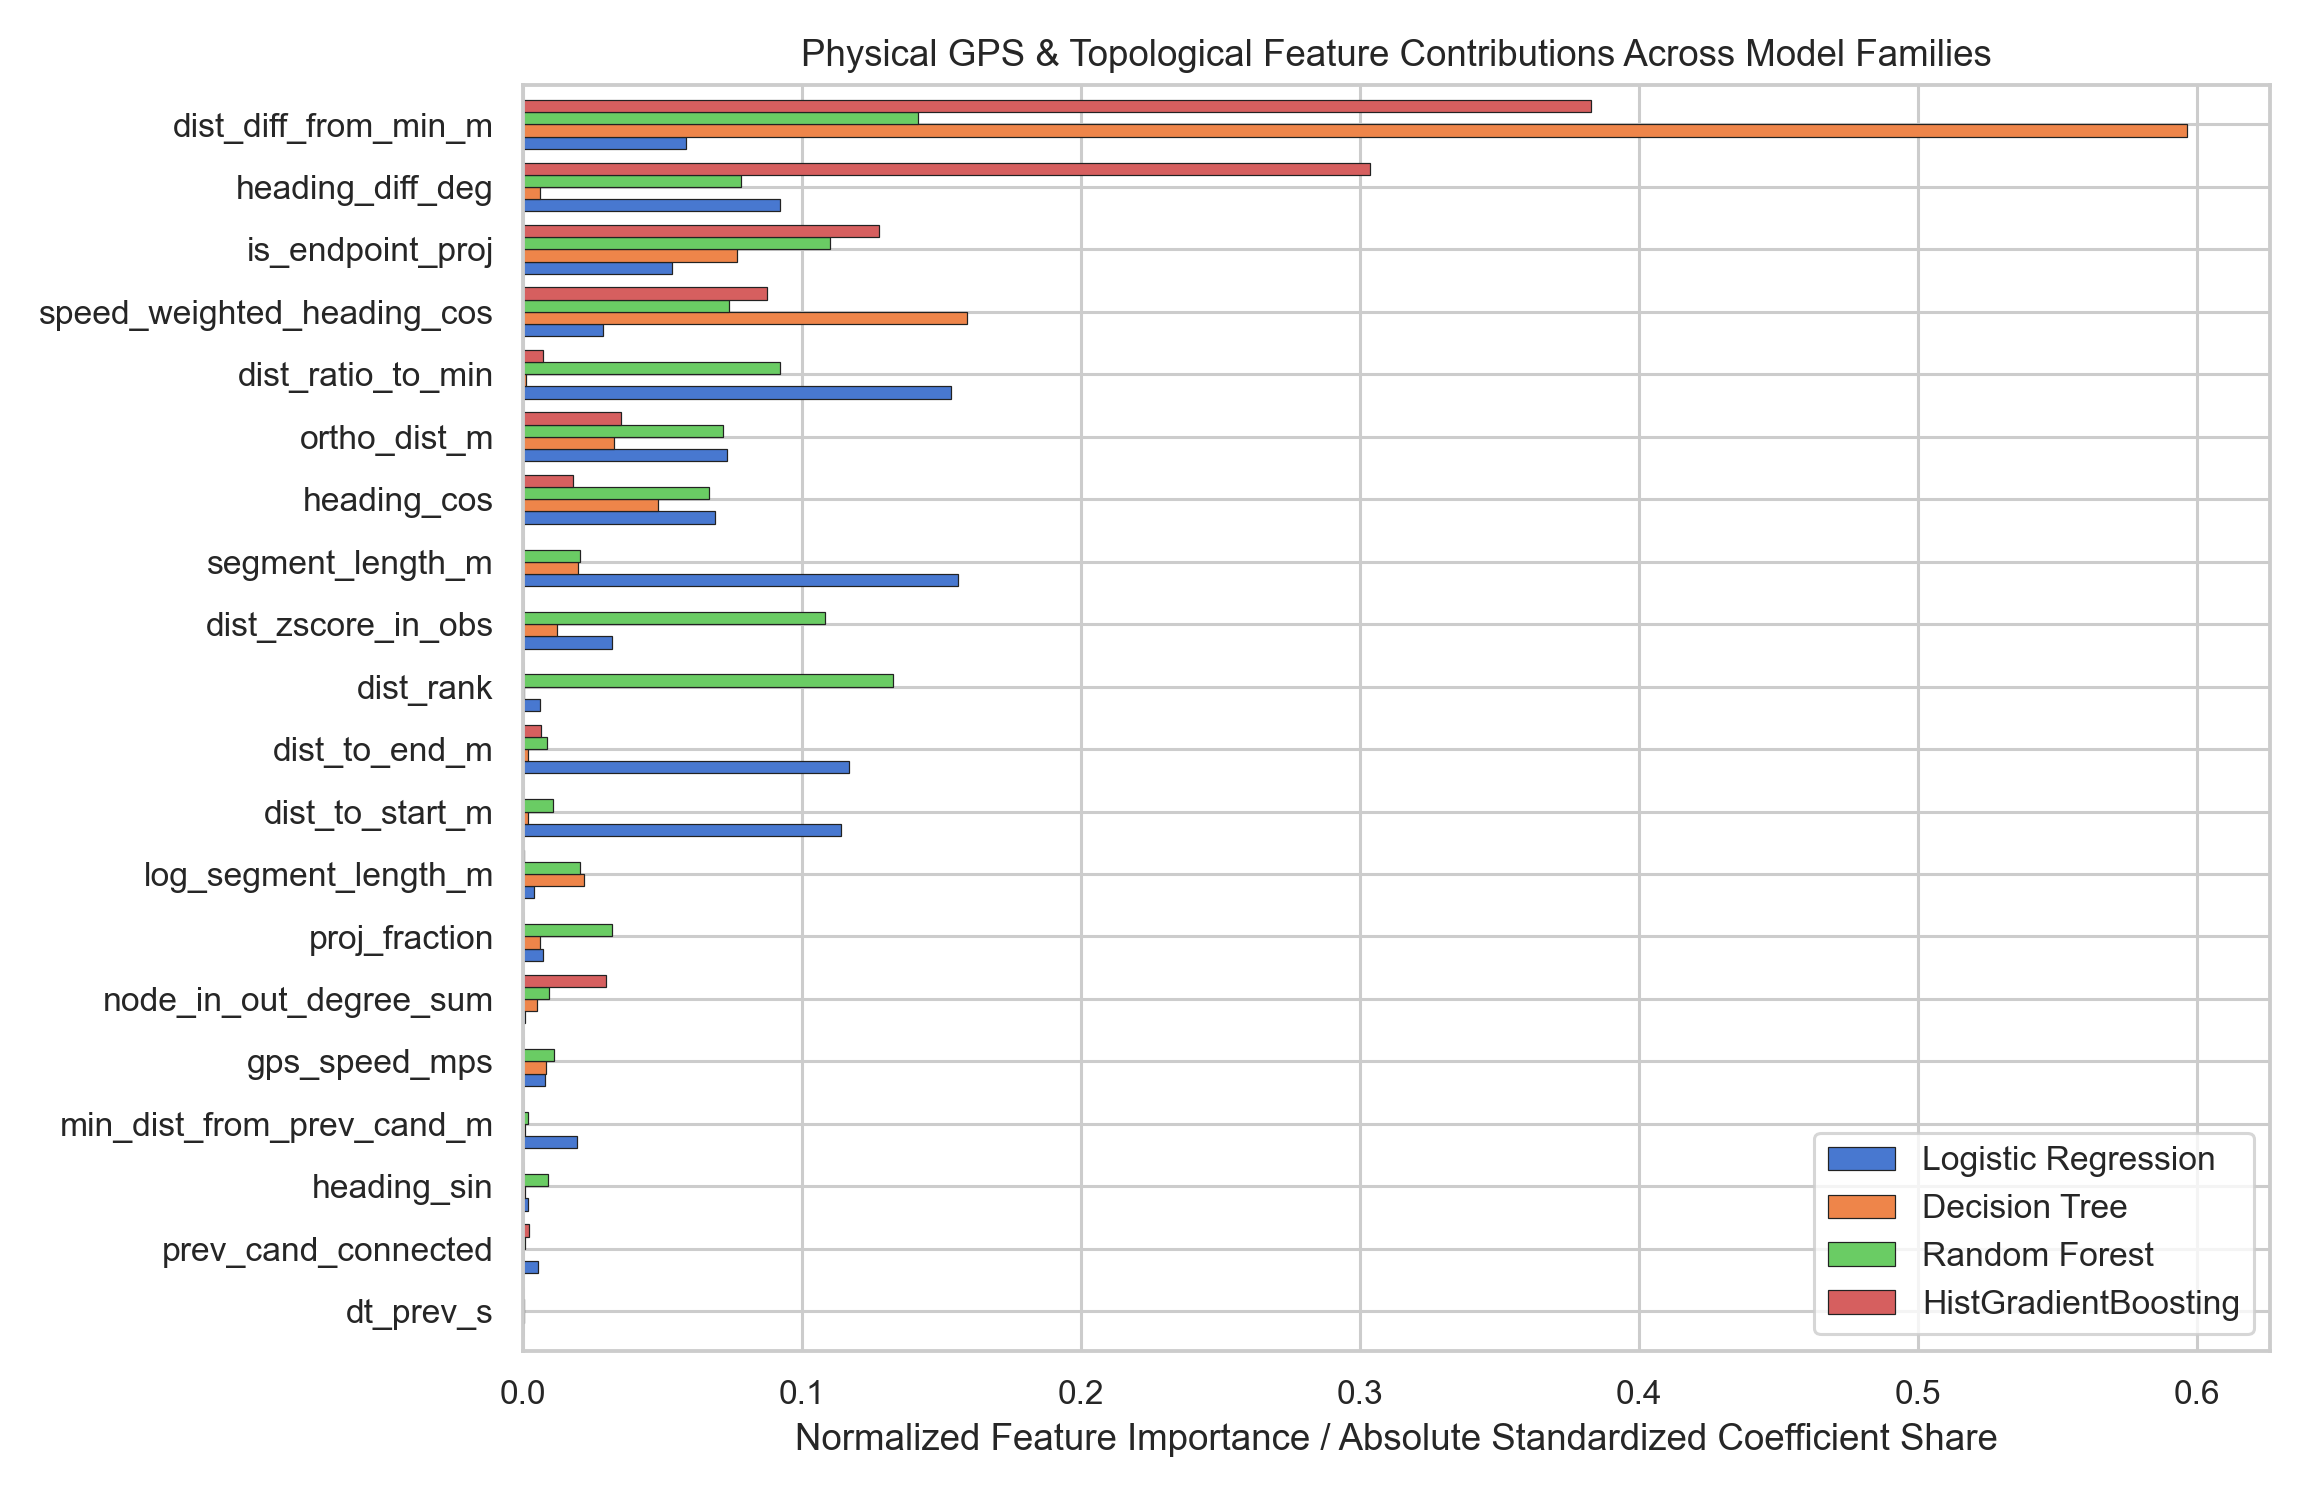 Physical GPS & Topological Feature Contributions Across Model Families
dist_diff_from_min_m
heading_diff_deg
is_endpoint_proj
speed_weighted_heading_cos
dist_ratio_to_min
ortho_dist_m
heading_cos
segment_length_m
dist_zscore_in_obs
dist_rank
dist_to_end_m
dist_to_start_m
log_segment_length_m
proj_fraction
node_in_out_degree_sum
gps_speed_mps
min_dist_from_prev_cand_m
heading_sin
prev_cand_connected
dt_prev_s
Logistic Regression
Decision Tree
Random Forest
HistGradientBoosting
0.0 0.1 0.2 0.3 0.4 0.5 0.6
Normalized Feature Importance / Absolute Standardized Coefficient Share